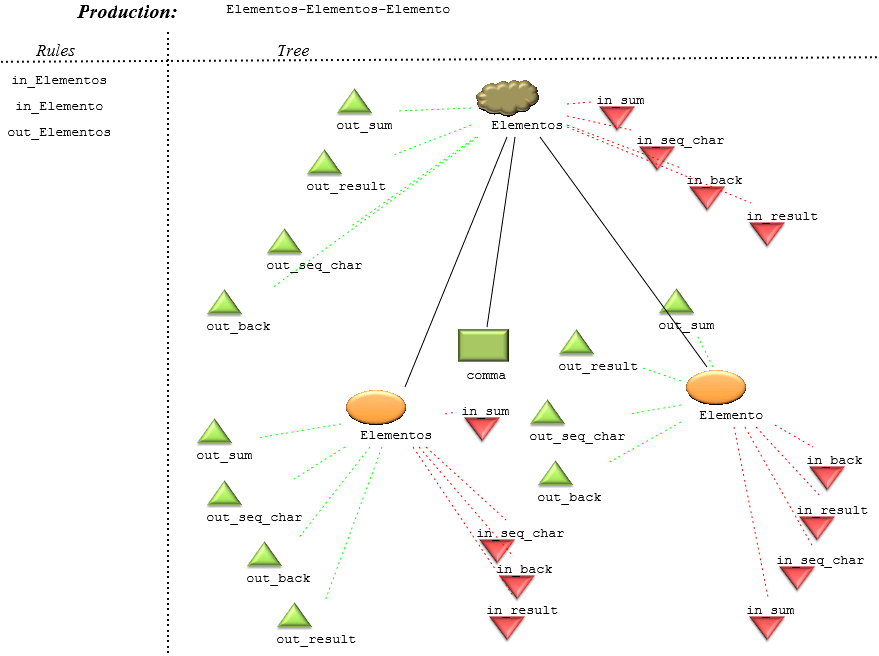 Production: Elementos-Elementos-Elemento
Rules
Tree
in_Elementos
in_Elemento
out_Elementos
Elementos
out_sum
out_result
out_seq_char
out_back
in_sum
in_seq_char
in_back
in_result
comma
Elementos
out_sum
out_seq_char
out_back
out_result
in_sum
in_seq_char
in_back
in_result
Elemento
out_sum
out_result
out_seq_char
out_back
in_back
in_result
in_seq_char
in_sum